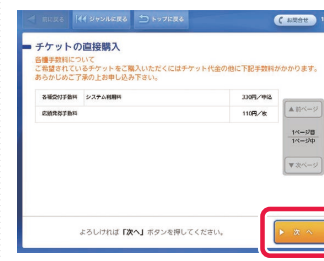 前に戻る ジャンルに戻る トップに戻る お問合せ
チケットの直接購入
各種手数料について
ご希望されているチケットをご購入いただくにはチケット代金の他に下記手数料がかかります。
あらかじめご了承の上お申し込み下さい。
各種受付手数料 システム利用料 330円/申込
店頭発券手数料 110円/枚
▲前ページ
1ページ目
1ページ中
▼次ページ
よろしければ「次へ」ボタンを押してください。
次へ